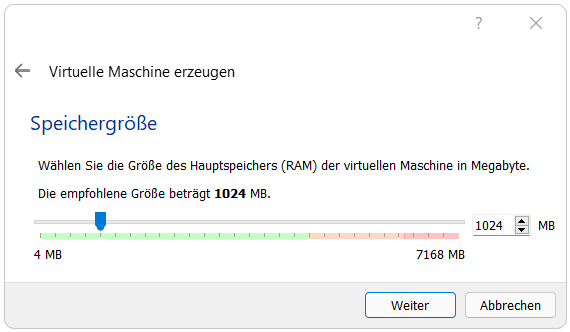 ?
Virtuelle Maschine erzeugen
Speichergröße
Wählen Sie die Größe des Hauptspeichers (RAM) der virtuellen Maschine in Megabyte.
Die empfohlene Größe beträgt 1024 MB.
1024 MB
4 MB 7168 MB
Weiter Abbrechen